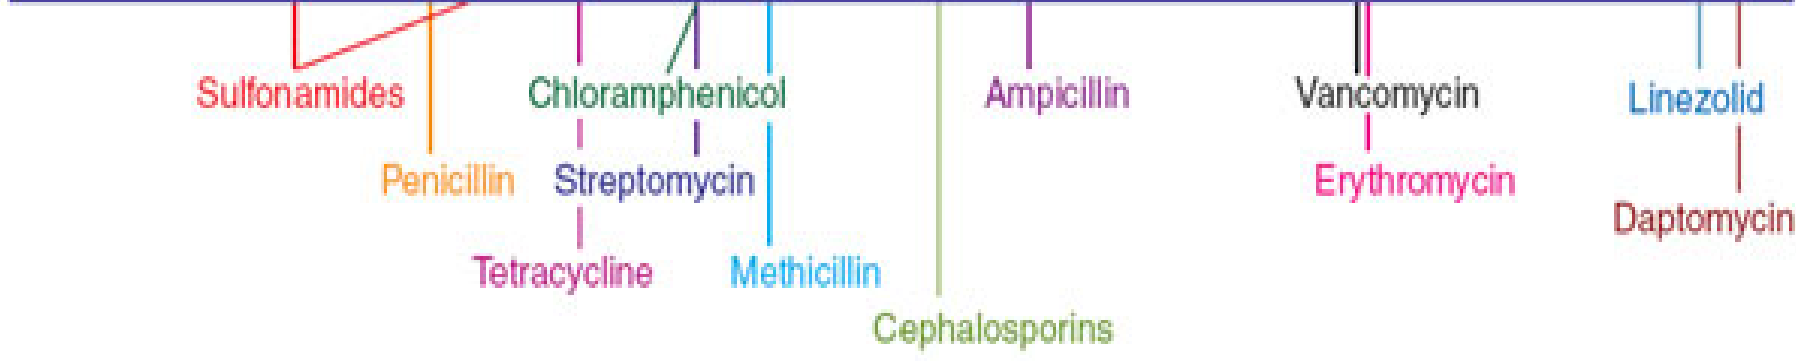 Sulfonamides
Chloramphenicol
Ampicillin
Vancomycin
Linezolid
Penicillin
Streptomycin
Erythromycin
Daptomycin
Tetracycline
Methicillin
Cephalosporins